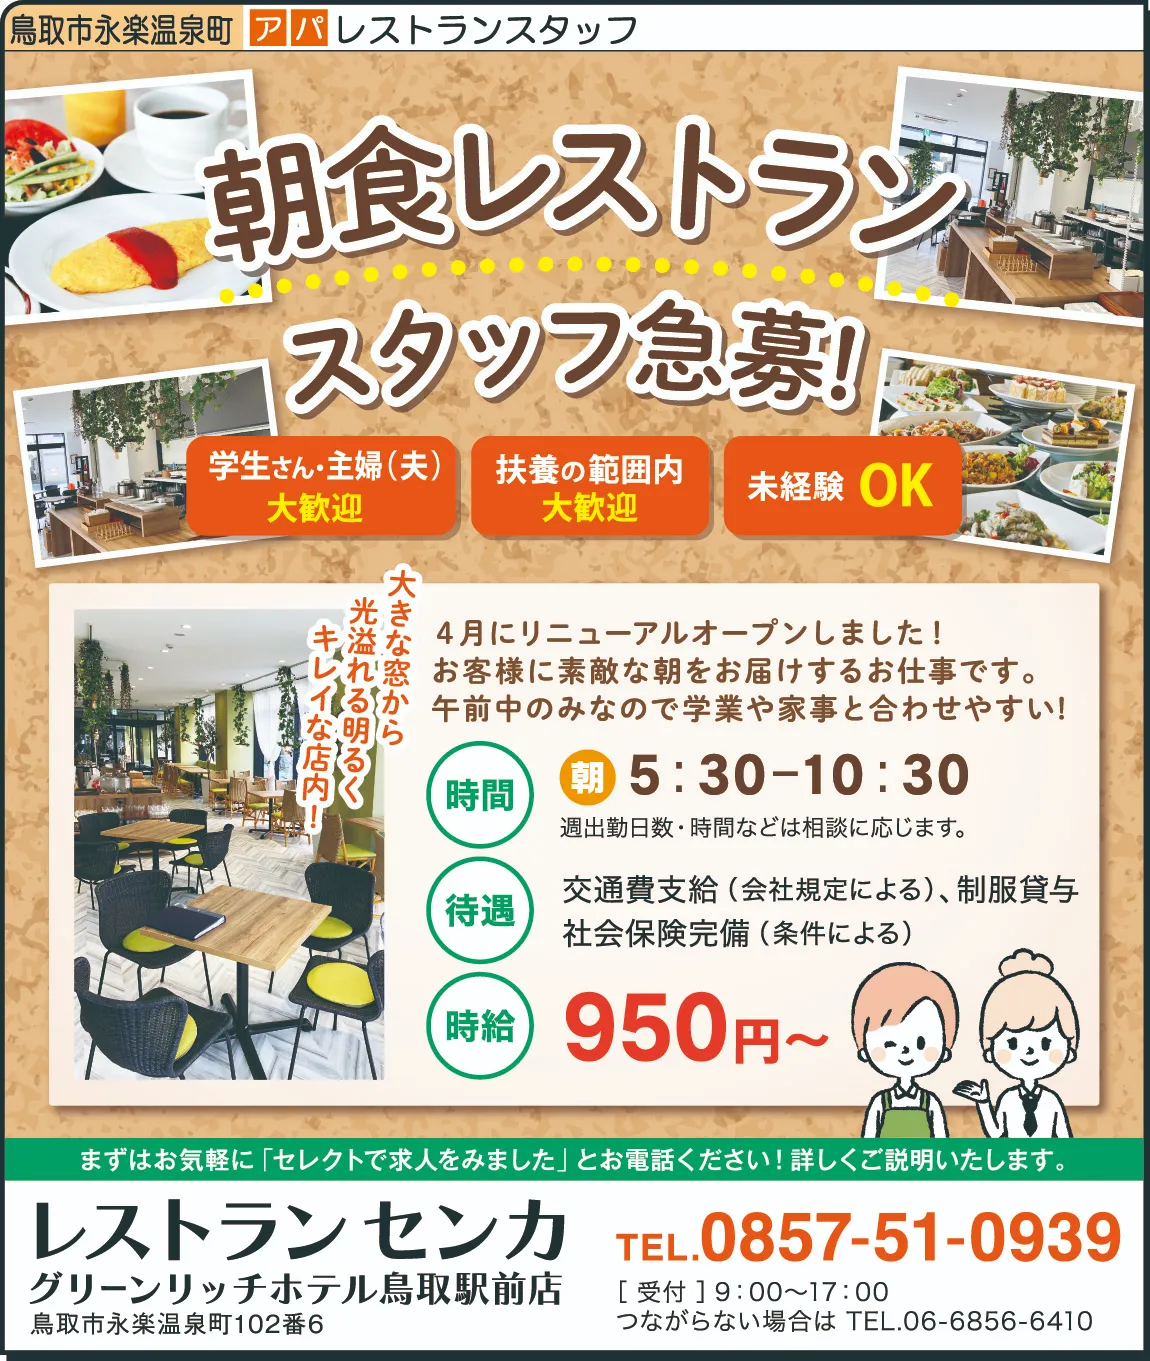 鳥取市永楽温泉町 アパ レストランスタッフ
朝食レストラン
スタッフ急募!
学生さん・主婦(夫)
大歓迎
扶養の範囲内
大歓迎
未経験 OK
大きな窓から
光溢れる明るく
キレイな店内!
4月にリニューアルオープンしました!
お客様に素敵な朝をお届けするお仕事です。
午前中のみなので学業や家事と合わせやすい!
時間 朝 5:30-10:30
週出勤日数・時間などは相談に応じます。
待遇
交通費支給(会社規定による)、制服貸与
社会保険完備(条件による)
時給 950円～
まずはお気軽に「セレクトで求人をみました」とお電話ください!詳しくご説明いたします。
レストラン センカ
グリーンリッチホテル鳥取駅前店
鳥取市永楽温泉町102番6
TEL.0857-51-0939
[受付]9:00～17:00
つながらない場合は TEL.06-6856-6410